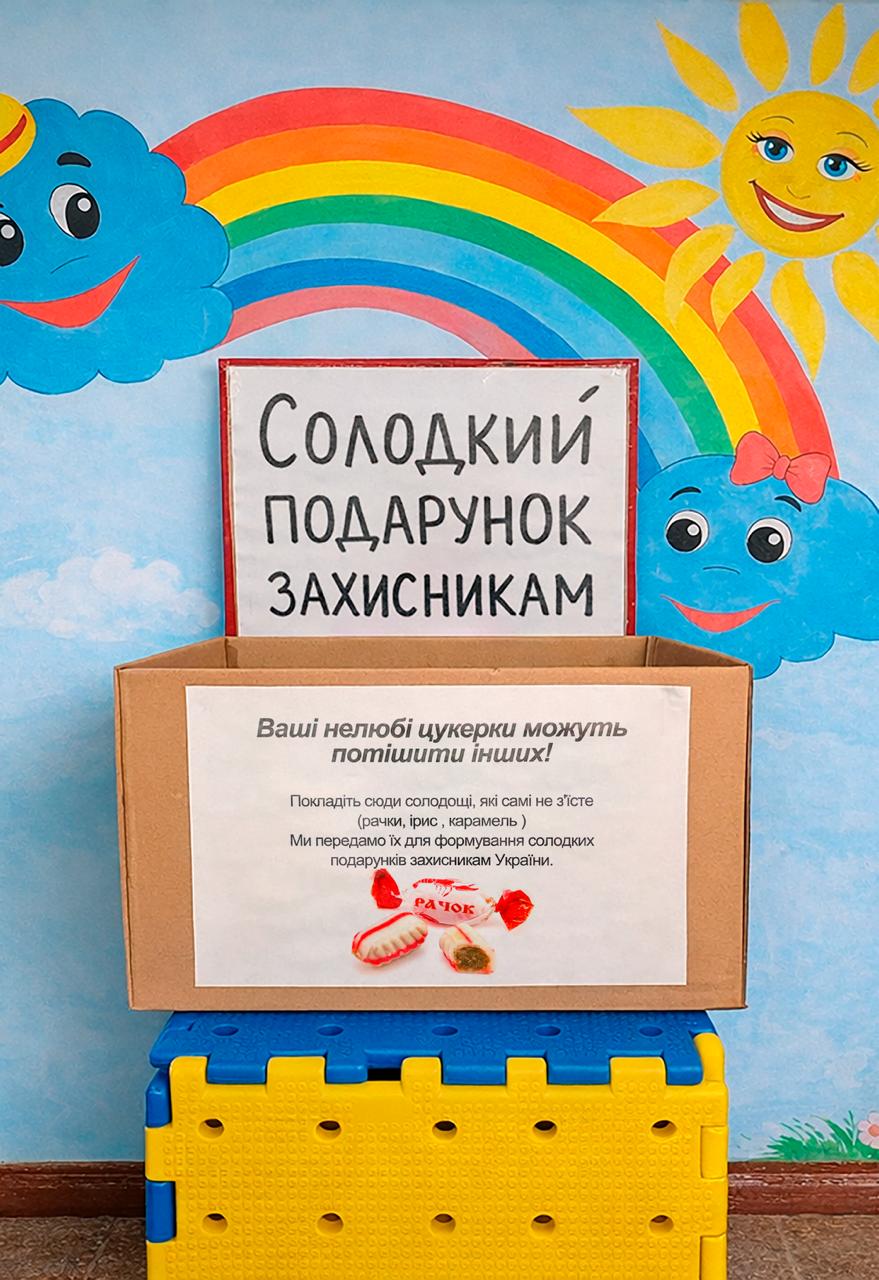 Солодкий
подарунок
захисникам
Ваші нелюбі цукерки можуть
потішити інших!
Покладіть сюди солодощі, які самі не з'їсте
(рачки, ірис , карамель )
Ми передамо їх для формування солодких
подарунків захисникам України.
РАЧОК